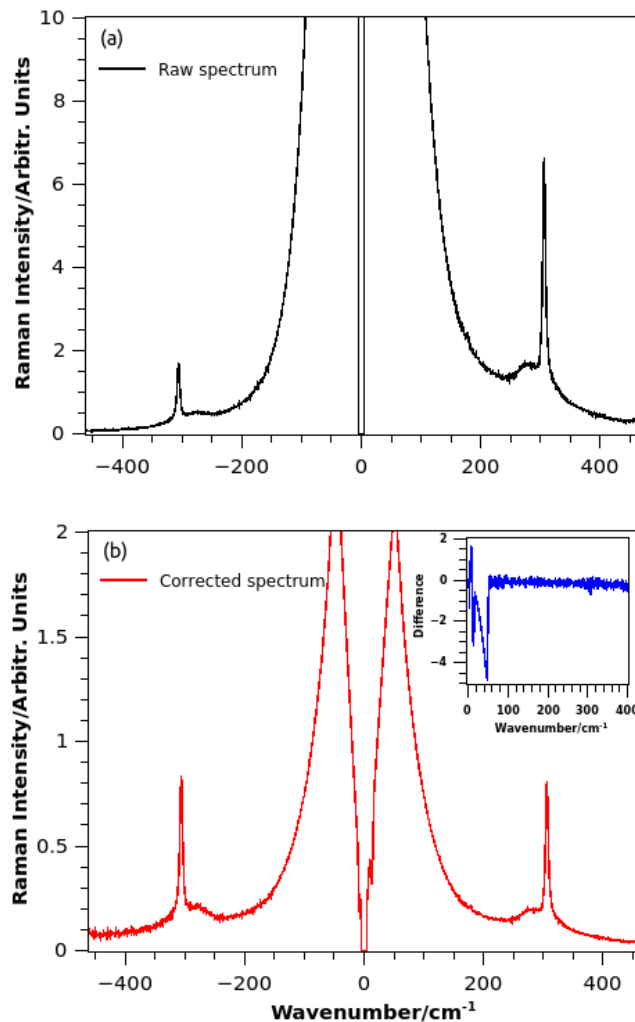 10
(a)
Raw spectrum
8
6
4
2
0
Raman Intensity/Arbitr. Units
−400 −200 0 200 400
2
(b)
Corrected spectrum
1.5
1
0.5
0
Raman Intensity/Arbitr. Units
2
0
−2
−4
Difference
0 100 200 300 400
Wavenumber/cm⁻¹
−400 −200 0 200 400
Wavenumber/cm⁻¹